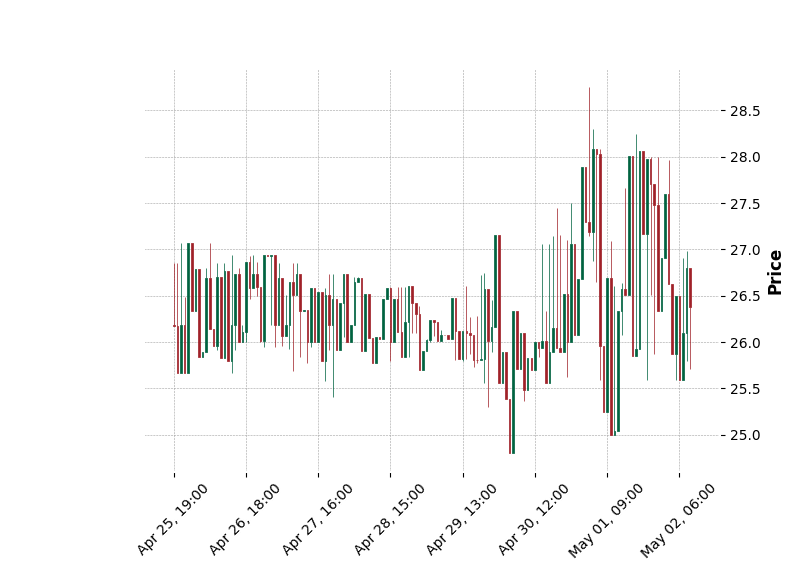 28.5
28.0
27.5
27.0
26.5
26.0
25.5
25.0
Price
Apr 25, 19:00
Apr 26, 18:00
Apr 27, 16:00
Apr 28, 15:00
Apr 29, 13:00
Apr 30, 12:00
May 01, 09:00
May 02, 06:00